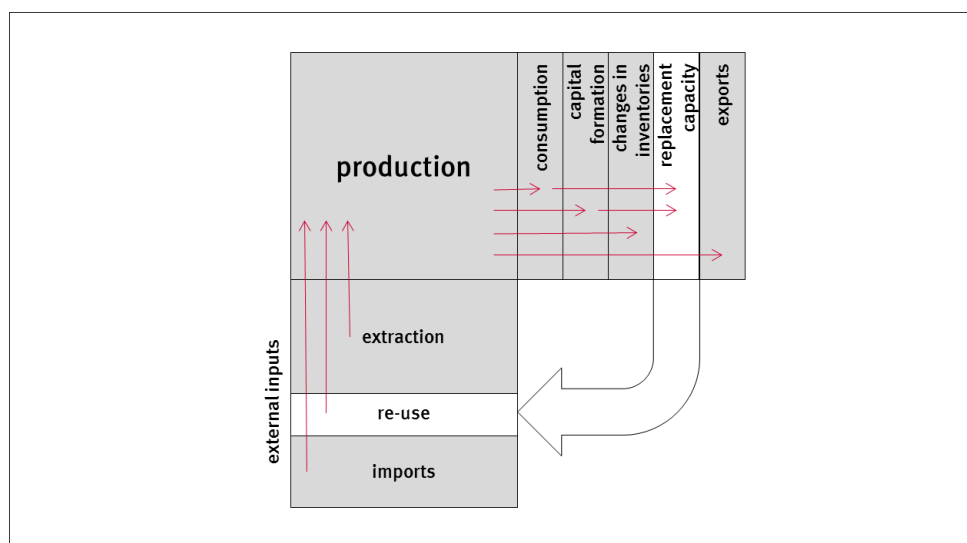 production
consumption
capital
formation
changes in
inventories
replacement
capacity
exports
external inputs
extraction
re-use
imports